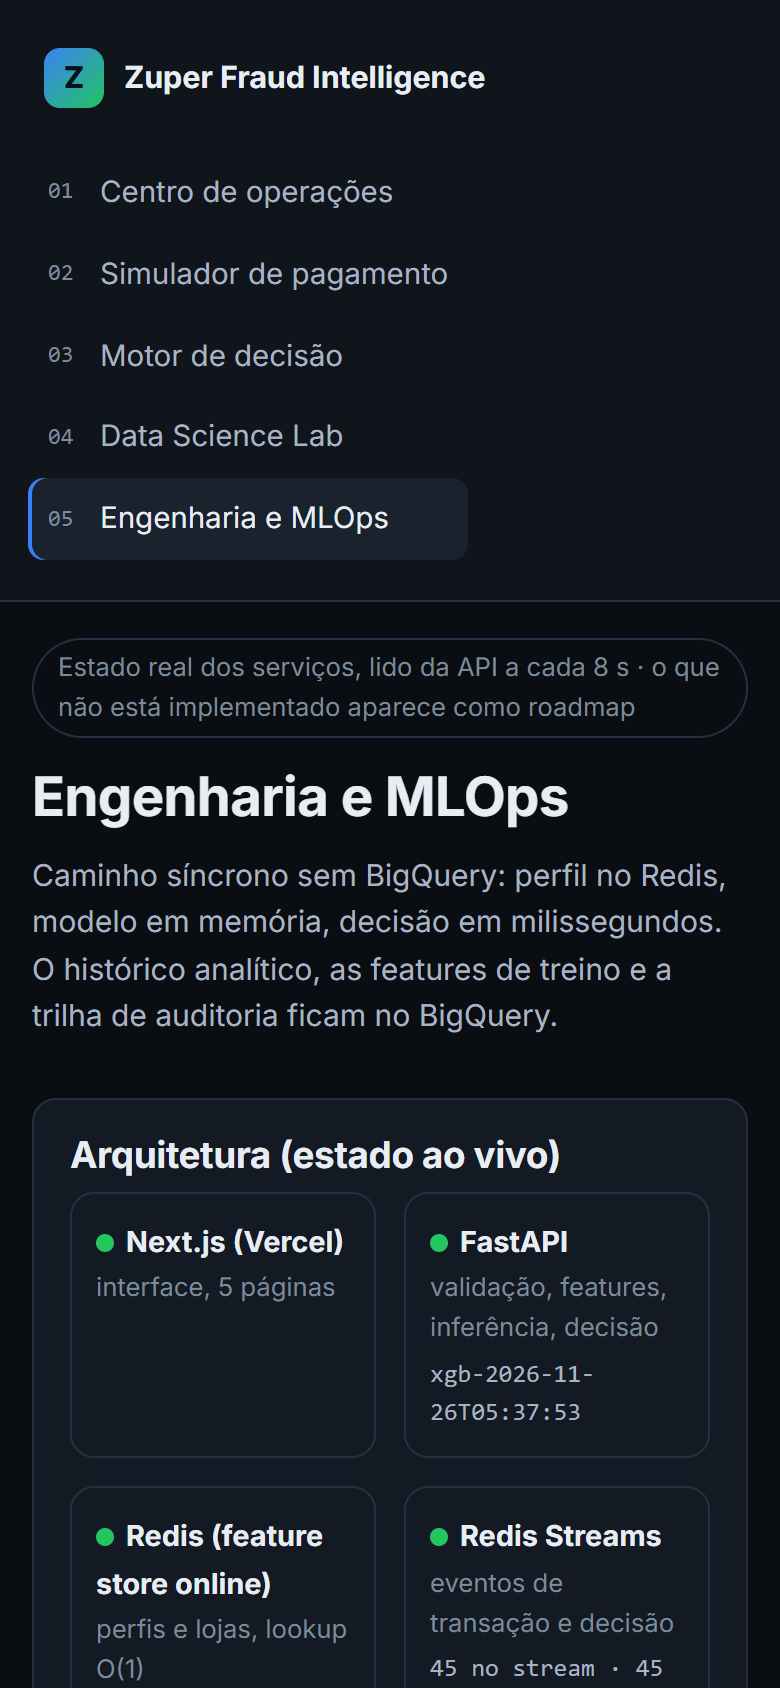 Z Zuper Fraud Intelligence
01 Centro de operações
02 Simulador de pagamento
03 Motor de decisão
04 Data Science Lab
05 Engenharia e MLOps
Estado real dos serviços, lido da API a cada 8 s · o que
não está implementado aparece como roadmap
Engenharia e MLOps
Caminho síncrono sem BigQuery: perfil no Redis,
modelo em memória, decisão em milissegundos.
O histórico analítico, as features de treino e a
trilha de auditoria ficam no BigQuery.
Arquitetura (estado ao vivo)
Next.js (Vercel)
interface, 5 páginas
FastAPI
validação, features,
inferência, decisão
xgb-2026-11-
26T05:37:53
Redis (feature
store online)
perfis e lojas, lookup
O(1)
Redis Streams
eventos de
transação e decisão
45 no stream · 45